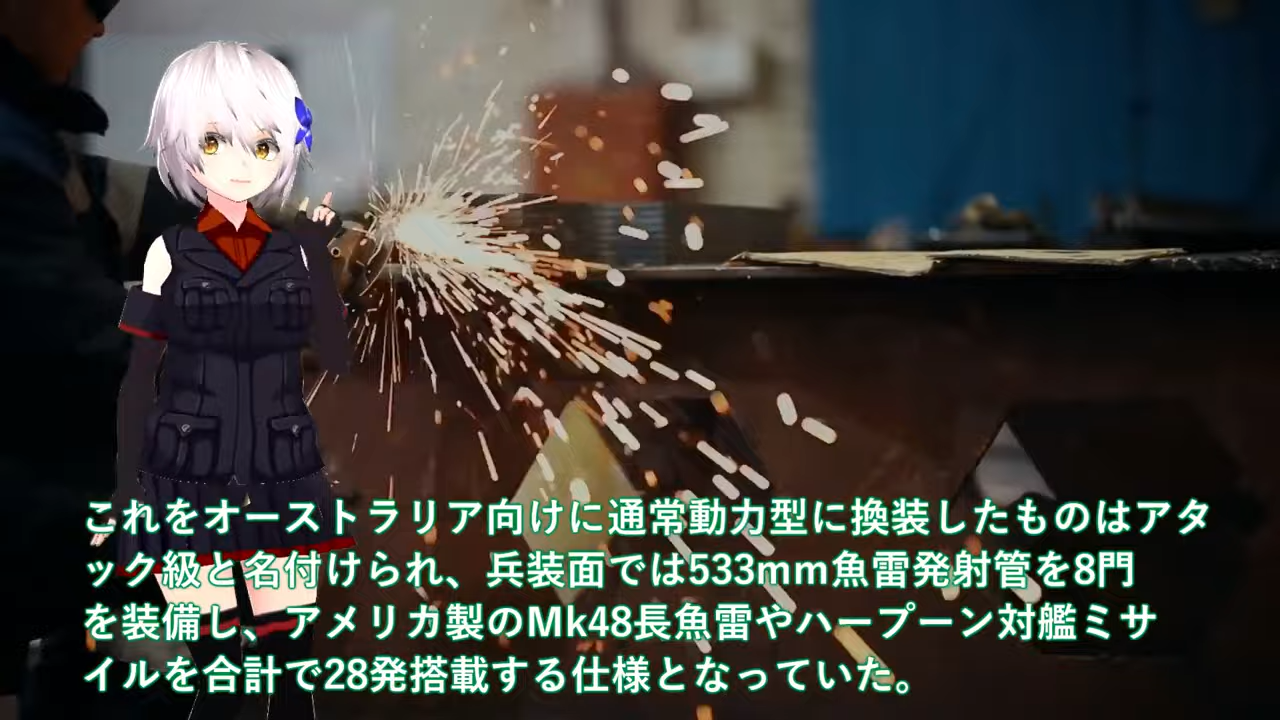 これをオーストラリア向けに通常動力型に換装したものはアタ
ック級と名付けられ、兵装面では533mm魚雷発射管を8門
を装備し、アメリカ製のMk48長魚雷やハープーン対艦ミサ
イルを合計で28発搭載する仕様となっていた。